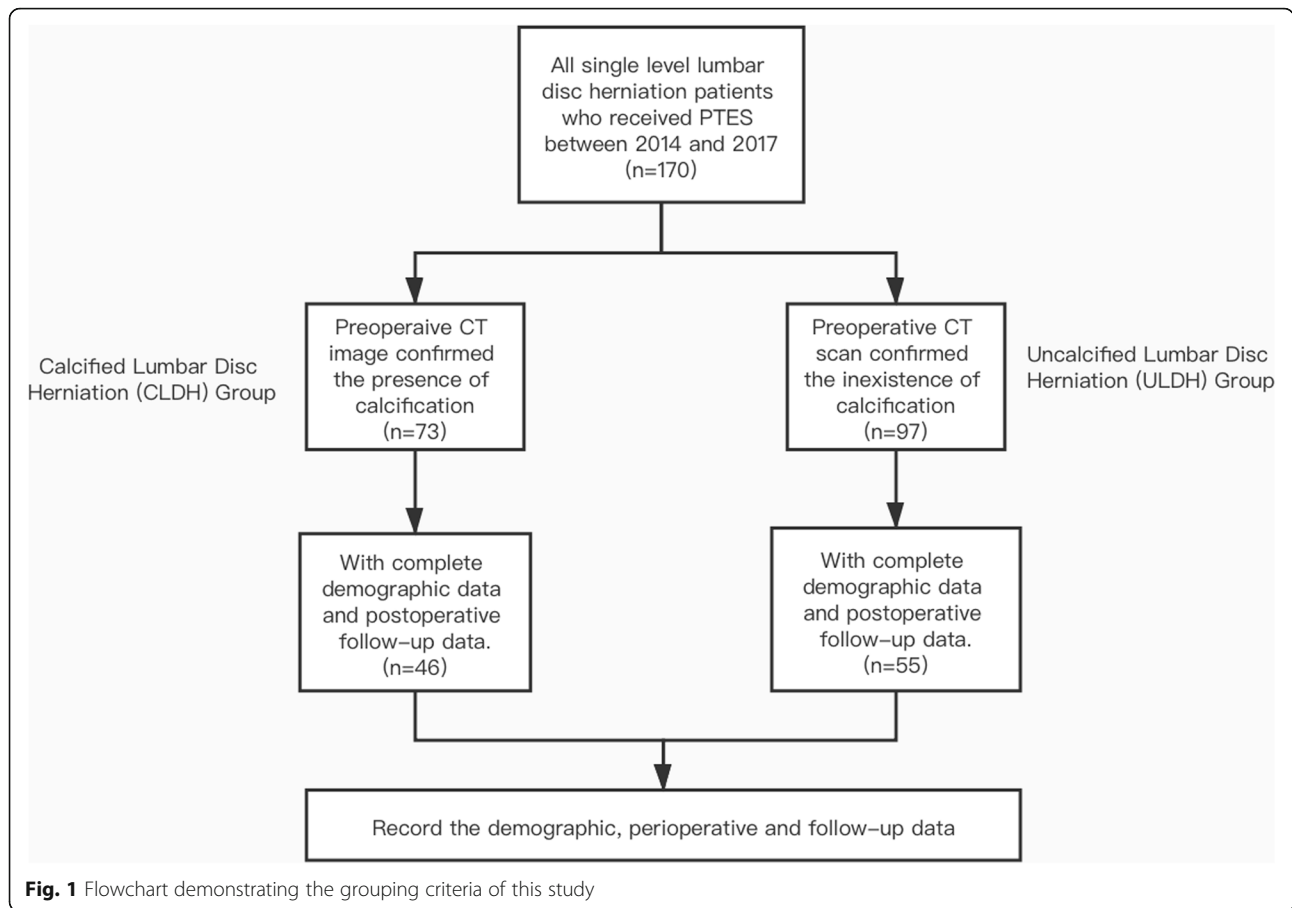 All single level lumbar
disc herniation patients
who received PTES
between 2014 and 2017
(n=170)
Calcified Lumbar Disc
Herniation (CLDH) Group
Preoperaive CT
image confirmed
the presence of
calcification
(n=73)
Preoperative CT
scan confirmed
the inexistence of
calcification
(n=97)
Uncalcified Lumbar Disc
Herniation (ULDH) Group
With complete
demographic data
and postoperative
follow-up data.
(n=46)
With complete
demographic data
and postoperative
follow-up data.
(n=55)
Record the demographic, perioperative and follow-up data
Fig. 1 Flowchart demonstrating the grouping criteria of this study